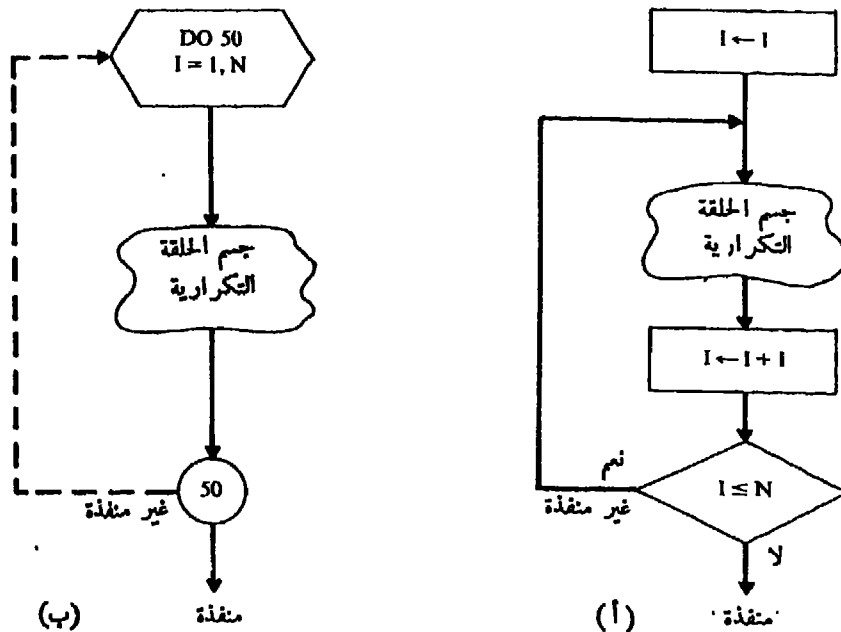 I ← 1
جسم الحلقة
التكرارية
I ← I + 1
I ≤ N
نعم
غير منفذة
لا
منفذة
(أ)
DO 50
I = 1, N
جسم الحلقة
التكرارية
50
غير منفذة
منفذة
(ب)